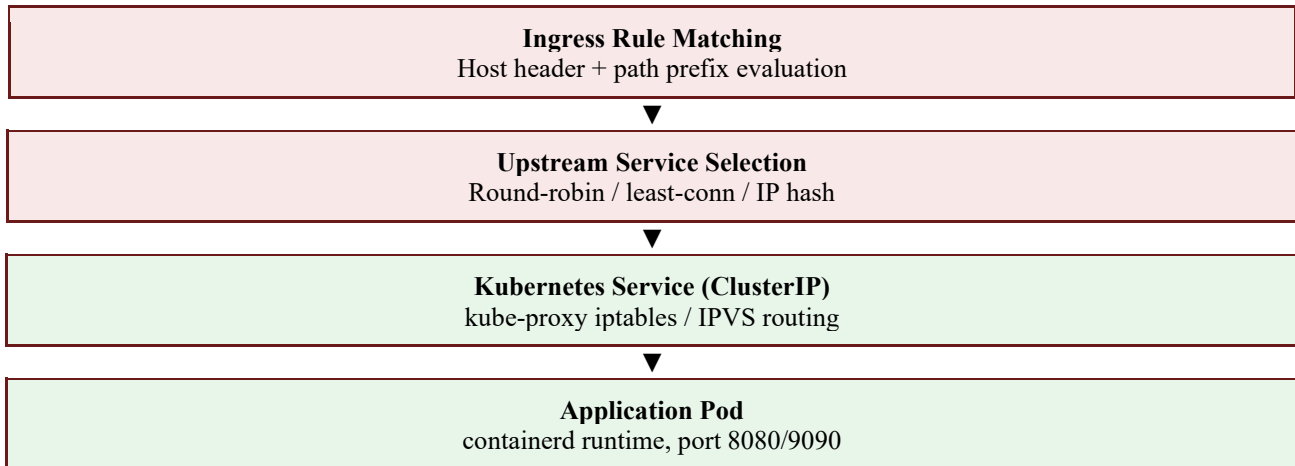 Ingress Rule Matching
Host header + path prefix evaluation
▼
Upstream Service Selection
Round-robin / least-conn / IP hash
▼
Kubernetes Service (ClusterIP)
kube-proxy iptables / IPVS routing
▼
Application Pod
containerd runtime, port 8080/9090